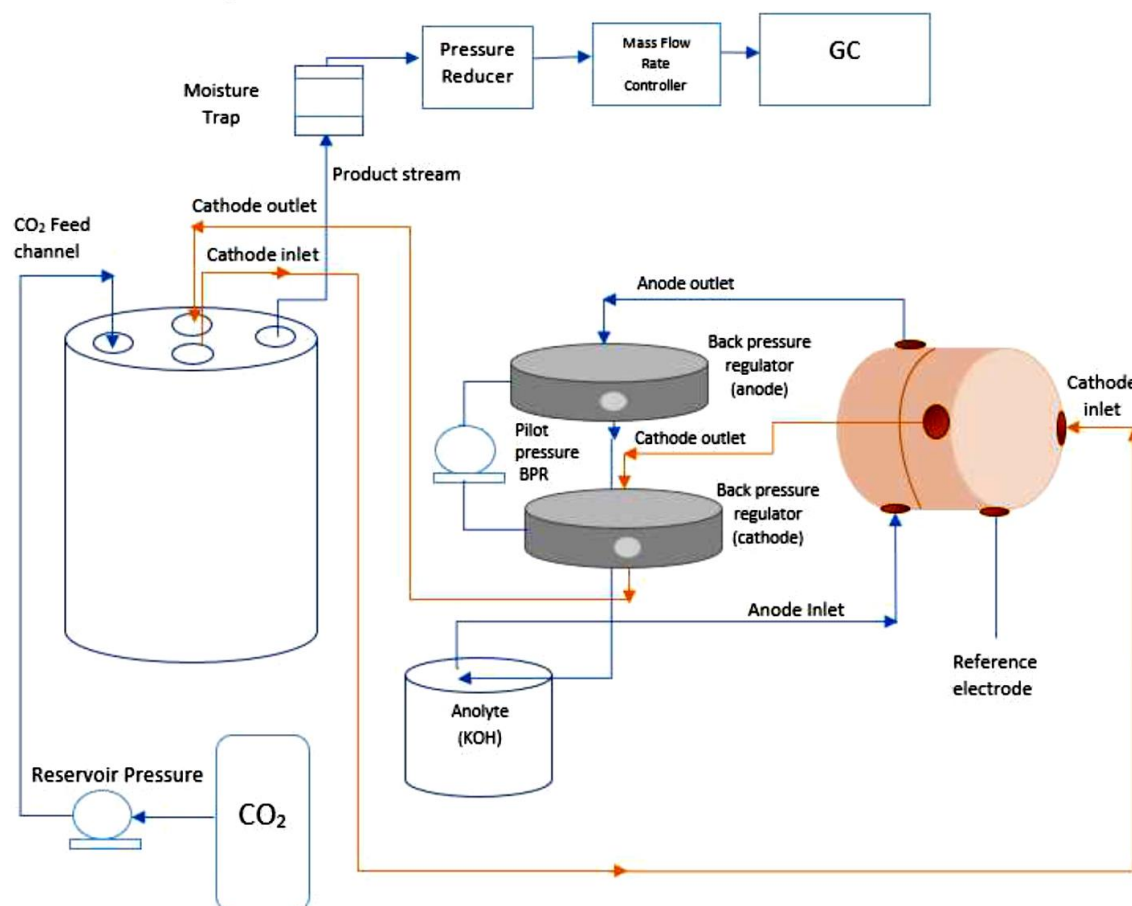 Moisture
Trap
Pressure
Reducer
Mass Flow
Rate
Controller
GC
Product stream
Cathode outlet
CO₂ Feed
channel
Cathode inlet
Anode outlet
Back pressure
regulator
(anode)
Cathode
inlet
Pilot
pressure
BPR
Cathode outlet
Back pressure
regulator
(cathode)
Anode Inlet
Reference
electrode
Anolyte
(KOH)
Reservoir Pressure
CO₂